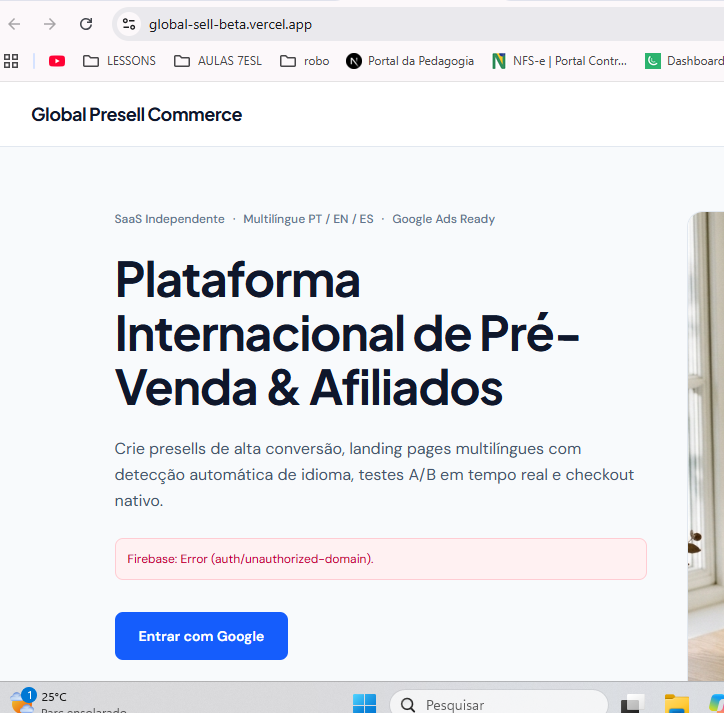 global-sell-beta.vercel.app
LESSONS AULAS 7ESL robo Portal da Pedagogia NFS-e | Portal Contr... Dashboard
Global Presell Commerce
SaaS Independente · Multilíngue PT / EN / ES · Google Ads Ready
Plataforma
Internacional de Pré-
Venda & Afiliados
Crie presells de alta conversão, landing pages multilíngues com
detecção automática de idioma, testes A/B em tempo real e checkout
nativo.
Firebase: Error (auth/unauthorized-domain).
Entrar com Google
1
25°C
Parc ensolarado
Pesquisar